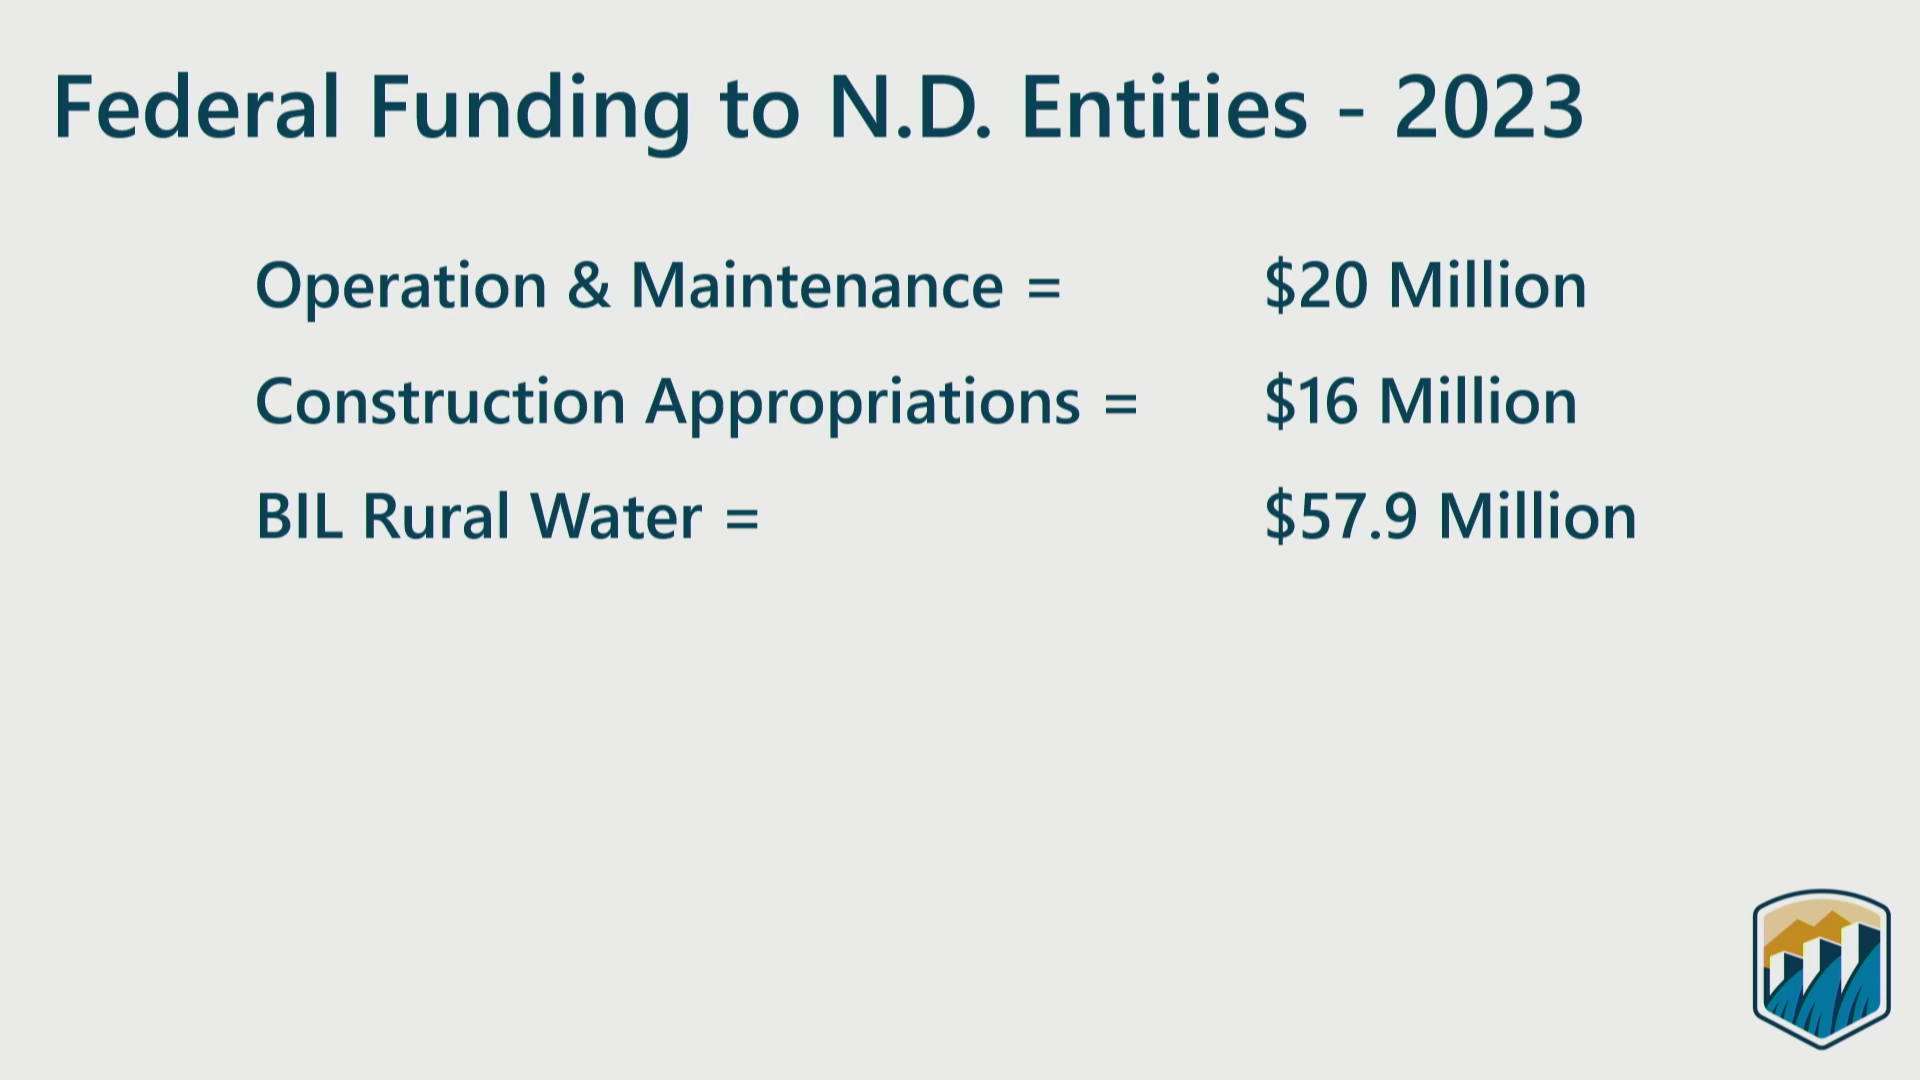 Federal Funding to N.D. Entities - 2023
Operation & Maintenance = $20 Million
Construction Appropriations = $16 Million
BIL Rural Water = $57.9 Million